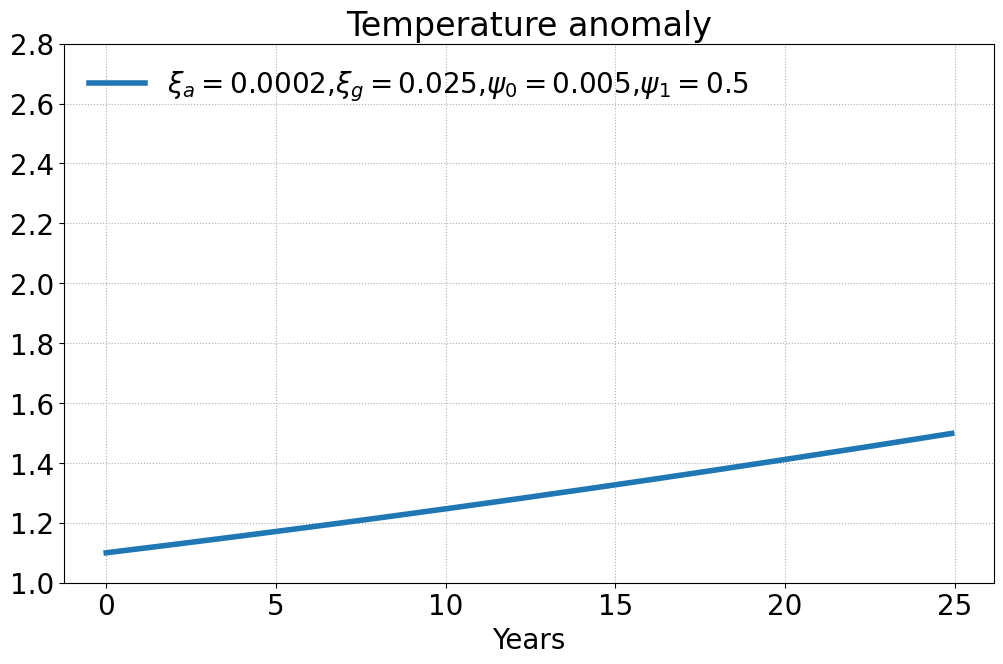 Temperature anomaly
2.8
ξₐ = 0.0002,ξ_g = 0.025,ψ₀ = 0.005,ψ₁ = 0.5
2.6
2.4
2.2
2.0
1.8
1.6
1.4
1.2
1.0
0 5 10 15 20 25
Years